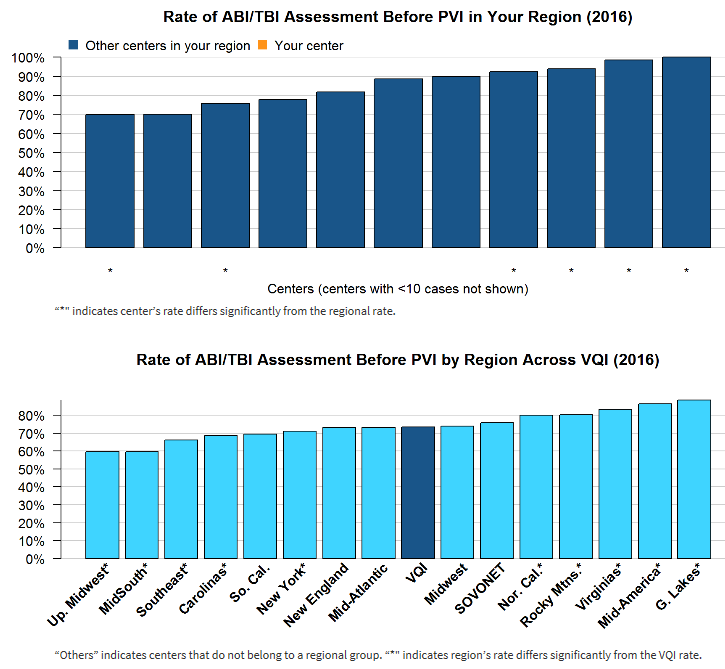 Rate of ABI/TBI Assessment Before PVI in Your Region (2016)
Other centers in your region Your center
100%
90%
80%
70%
60%
50%
40%
30%
20%
10%
0%
* * * * * *
Centers (centers with <10 cases not shown)
“*” indicates center’s rate differs significantly from the regional rate.
Rate of ABI/TBI Assessment Before PVI by Region Across VQI (2016)
80%
70%
60%
50%
40%
30%
20%
10%
0%
Up. Midwest*
MidSouth*
Southeast*
Carolinas*
So. Cal.
New York*
New England
Mid-Atlantic
VQI
Midwest
SOVONET
Nor. Cal.*
Rocky Mtns.*
Virginias*
Mid-America*
G. Lakes*
“Others” indicates centers that do not belong to a regional group. “*” indicates region’s rate differs significantly from the VQI rate.